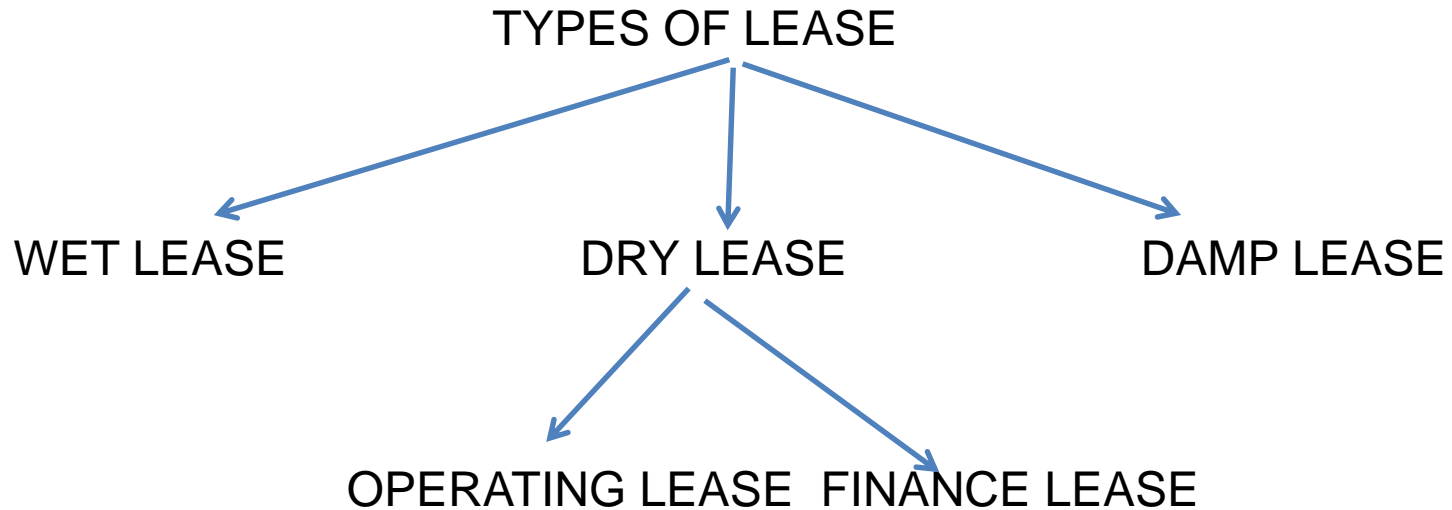 TYPES OF LEASE
WET LEASE DRY LEASE DAMP LEASE
OPERATING LEASE FINANCE LEASE